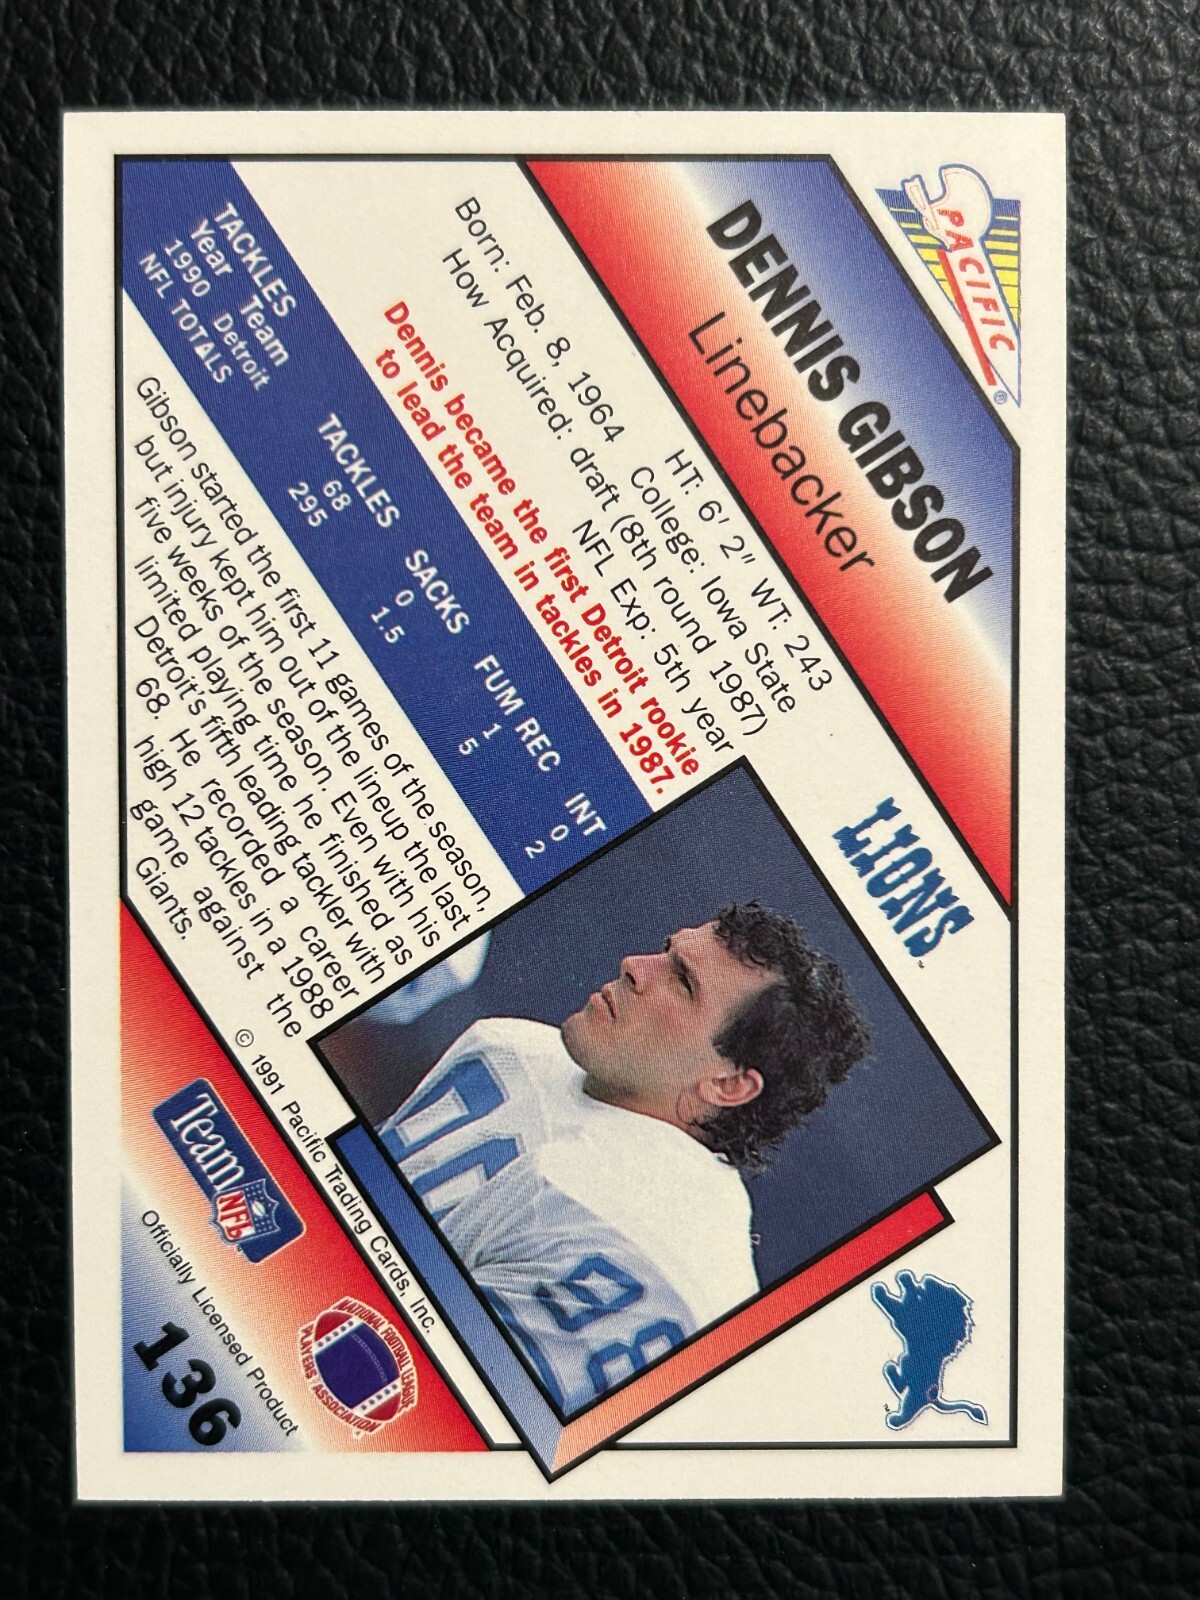 PACIFIC
®
DENNIS GIBSON
Linebacker
LIONS
™
HT: 6' 2" WT: 243
Born: Feb. 8, 1964 College: Iowa State
How Acquired: draft (8th round 1987)
NFL Exp: 5th year
Dennis became the first Detroit rookie
to lead the team in tackles in 1987.
TACKLES
Year Team TACKLES SACKS FUM REC INT
1990 Detroit 68 0 1 0
NFL TOTALS 295 1.5 5 2
Gibson started the first 11 games of the season,
but injury kept him out of the lineup the last
five weeks of the season. Even with his
limited playing time he finished as
Detroit's fifth leading tackler with
68. He recorded a career
high 12 tackles in a 1988
game against the
Giants.
98
© 1991 Pacific Trading Cards, Inc.
Team NFL
NATIONAL FOOTBALL LEAGUE
PLAYERS ASSOCIATION
Officially Licensed Product
136